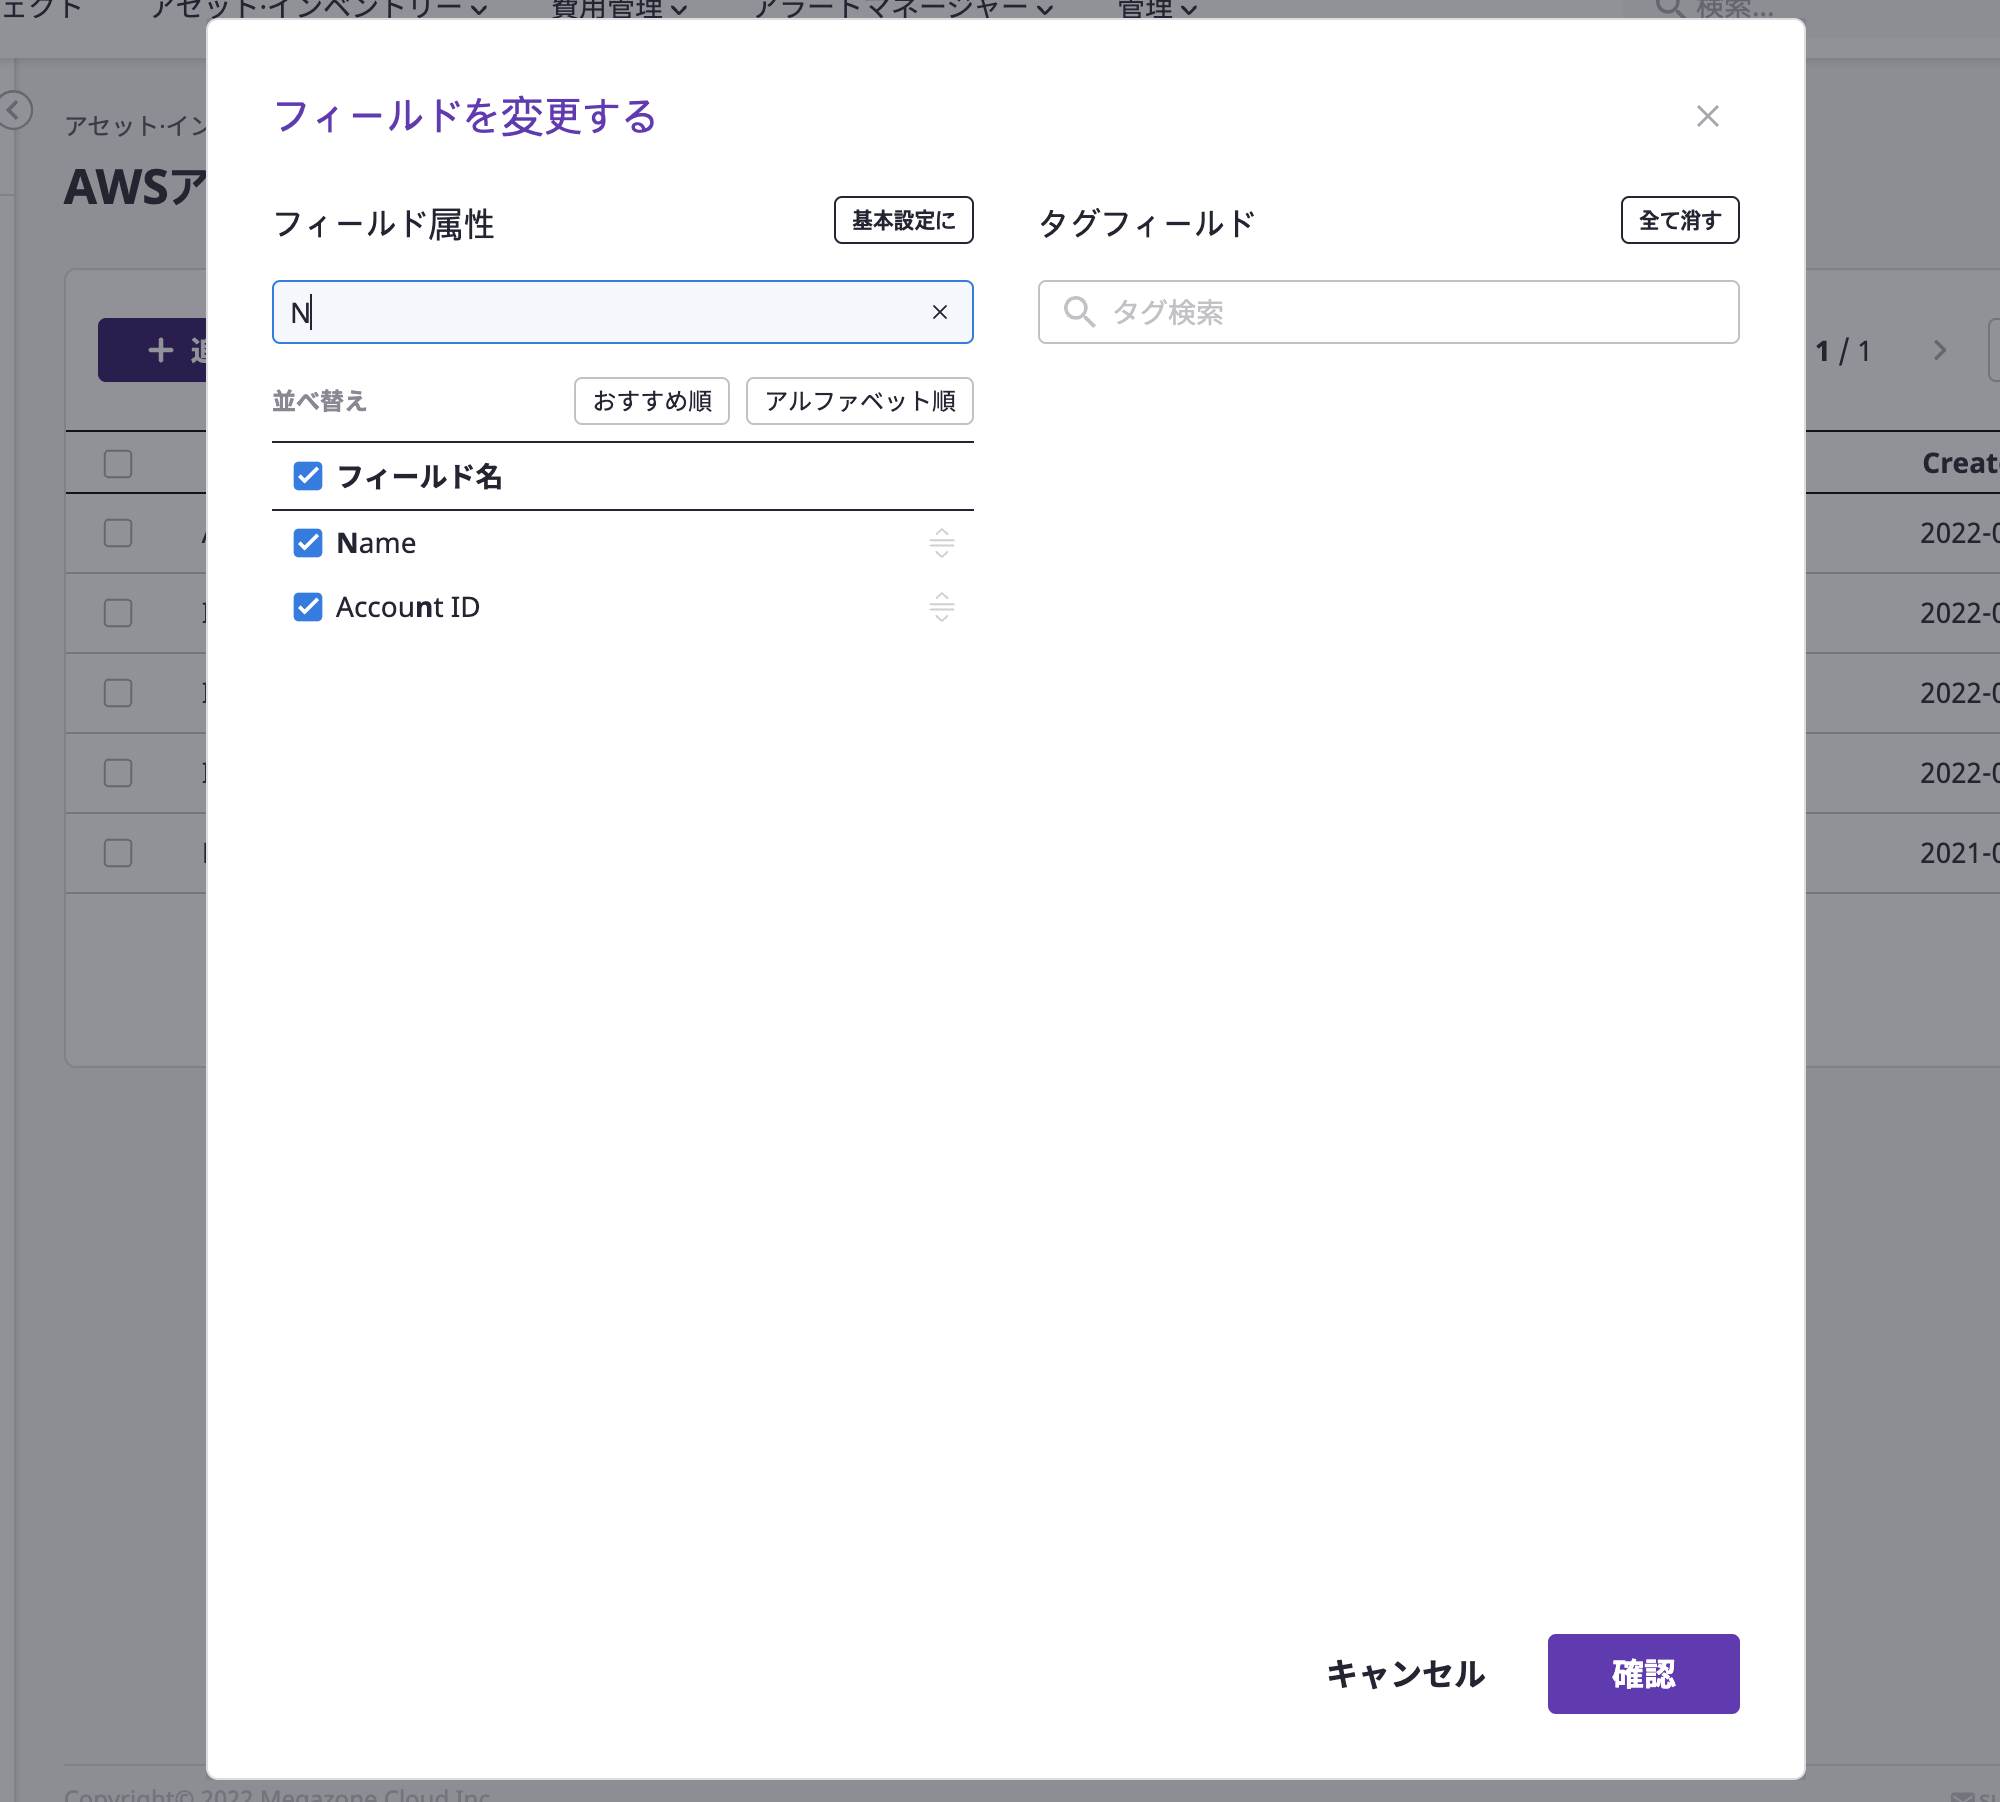 ェクト アセット·インベントリー 費用管理 アラートマネージャー 管理 検索...
アセット·イン
AWSア
フィールドを変更する
フィールド属性 基本設定に タグフィールド 全て消す
N タグ検索
1 / 1
並べ替え おすすめ順 アルファベット順
フィールド名
Creat
Name
2022-0
Account ID
2022-0
2022-0
2022-0
2021-0
キャンセル 確認
Copyright© 2022 Megazone Cloud Inc